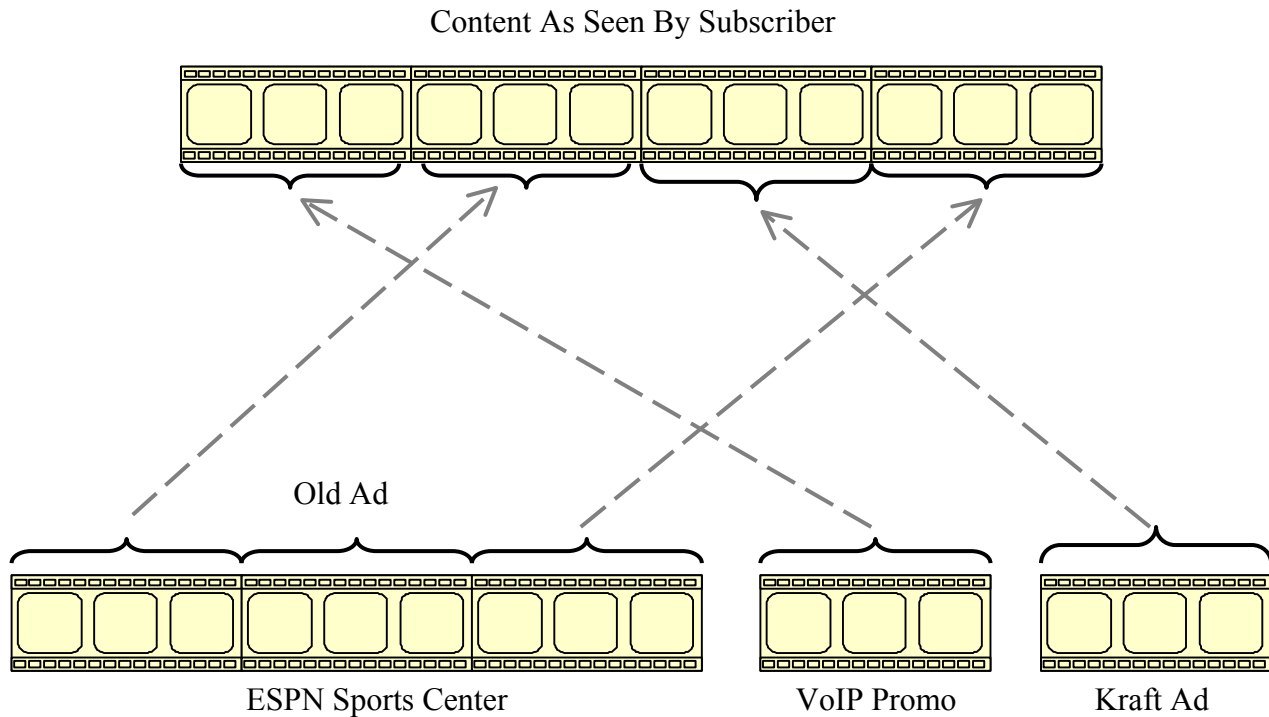 Content As Seen By Subscriber
Old Ad
ESPN Sports Center
VoIP Promo
Kraft Ad